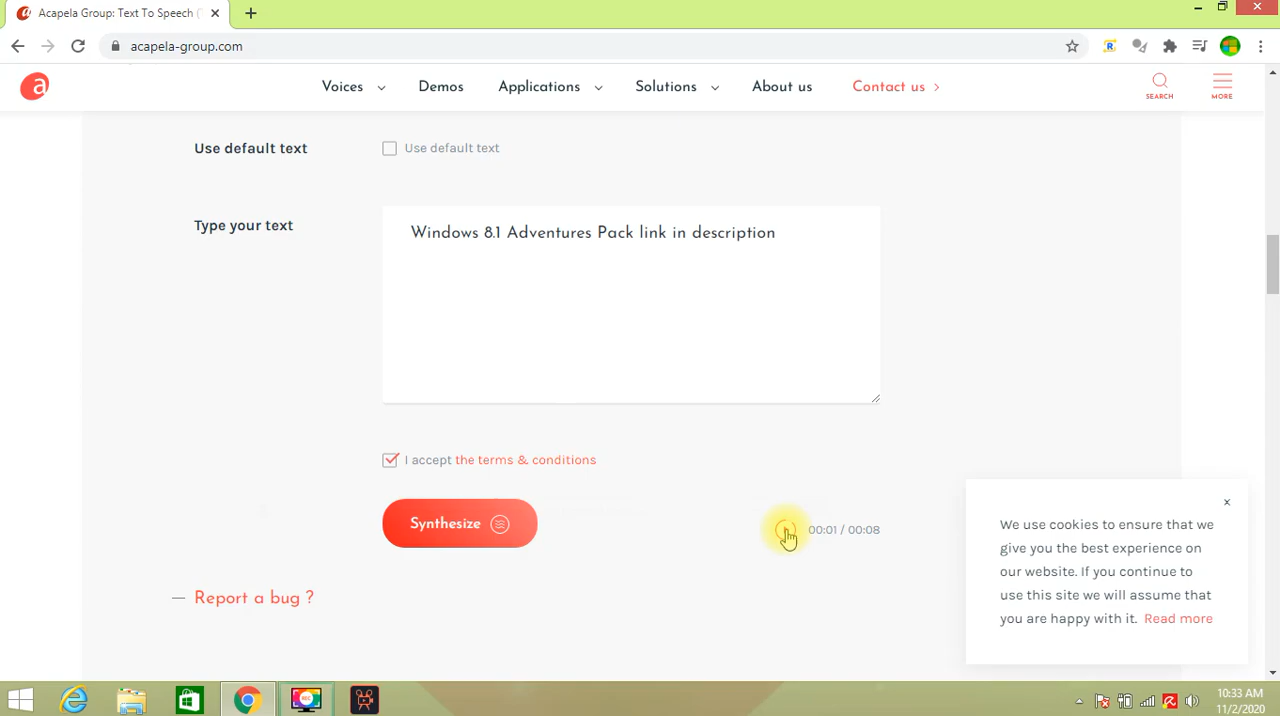 Acapela Group: Text To Speech (
acapela-group.com
Voices Demos Applications Solutions About us Contact us
SEARCH
MORE
Use default text
Use default text
Type your text
Windows 8.1 Adventures Pack link in description
I accept the terms & conditions
Synthesize
00:01 / 00:08
Report a bug ?
We use cookies to ensure that we
give you the best experience on
our website. If you continue to
use this site we will assume that
you are happy with it. Read more
10:33 AM
11/2/2020